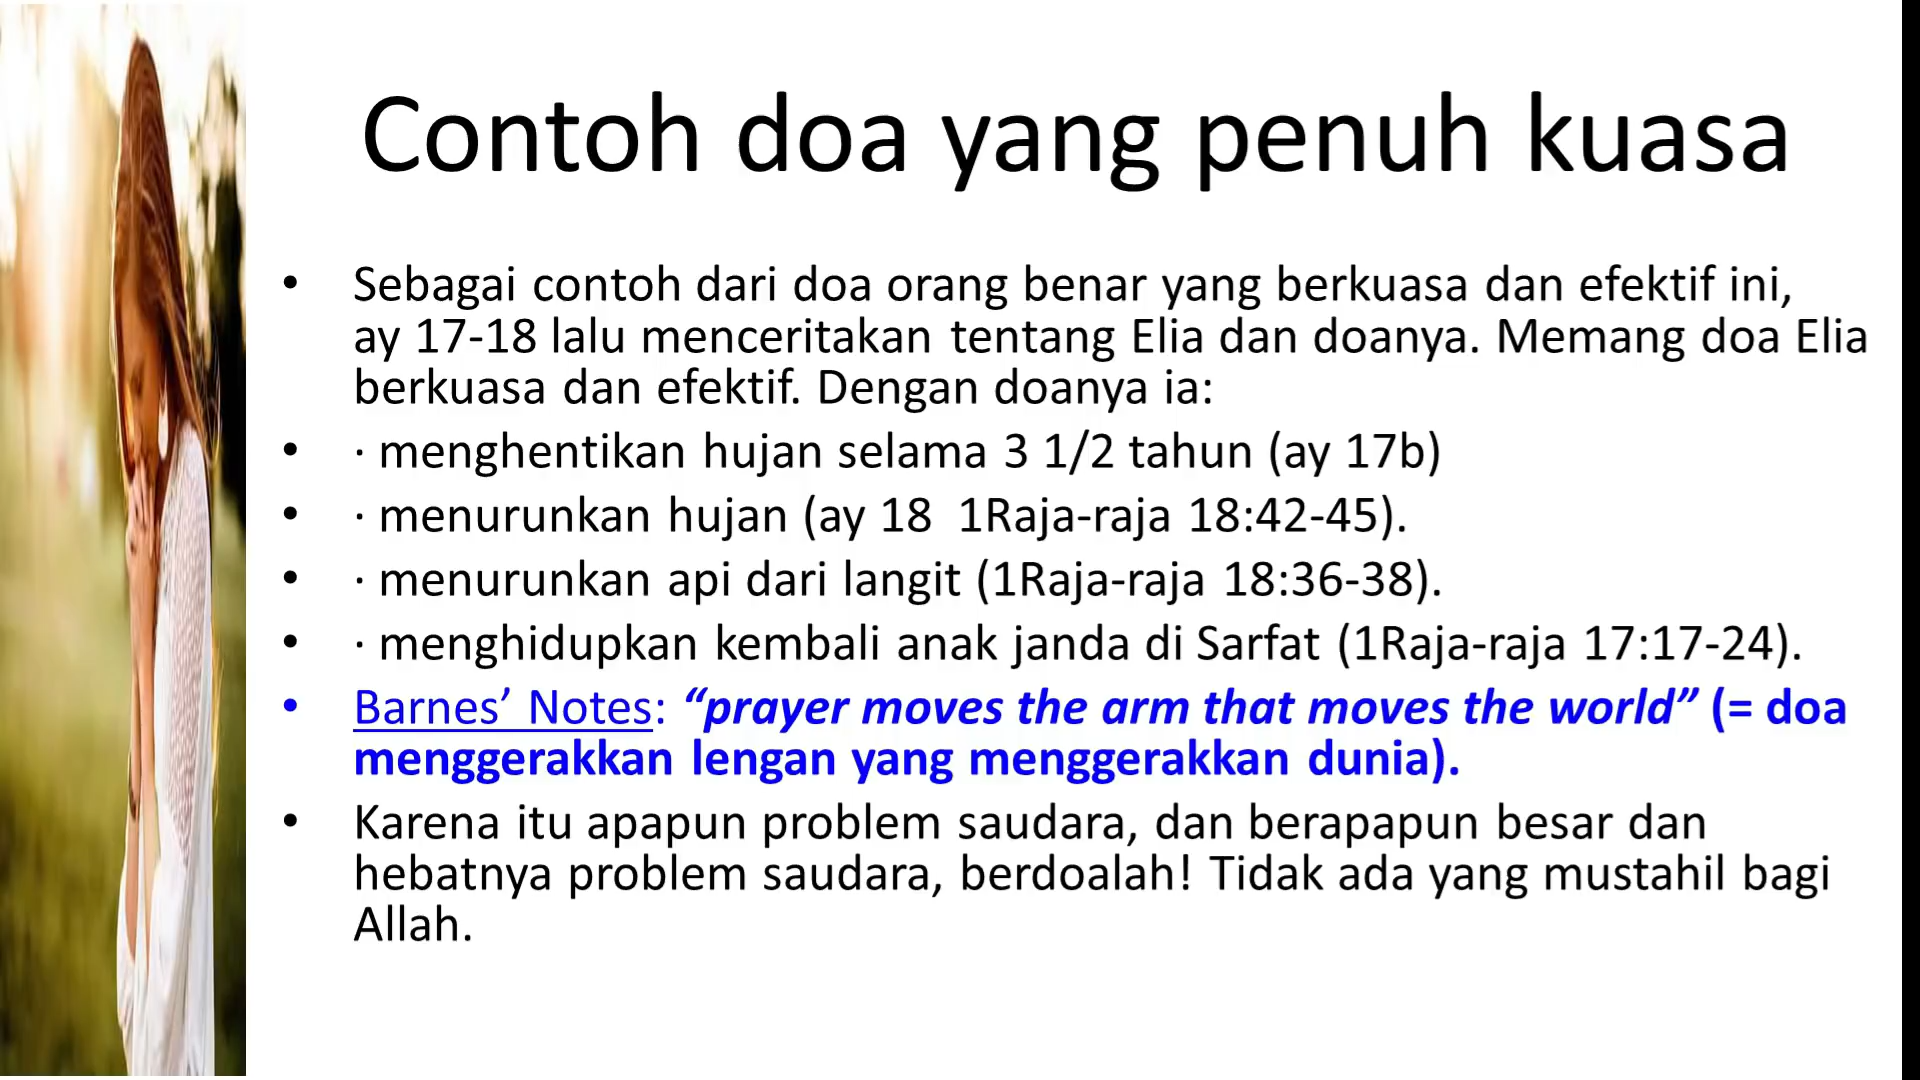 Contoh doa yang penuh kuasa
• Sebagai contoh dari doa orang benar yang berkuasa dan efektif ini,
ay 17-18 lalu menceritakan tentang Elia dan doanya. Memang doa Elia
berkuasa dan efektif. Dengan doanya ia:
• · menghentikan hujan selama 3 1/2 tahun (ay 17b)
• · menurunkan hujan (ay 18  1Raja-raja 18:42-45).
• · menurunkan api dari langit (1Raja-raja 18:36-38).
• · menghidupkan kembali anak janda di Sarfat (1Raja-raja 17:17-24).
• Barnes’ Notes: “prayer moves the arm that moves the world” (= doa
menggerakkan lengan yang menggerakkan dunia).
• Karena itu apapun problem saudara, dan berapapun besar dan
hebatnya problem saudara, berdoalah! Tidak ada yang mustahil bagi
Allah.